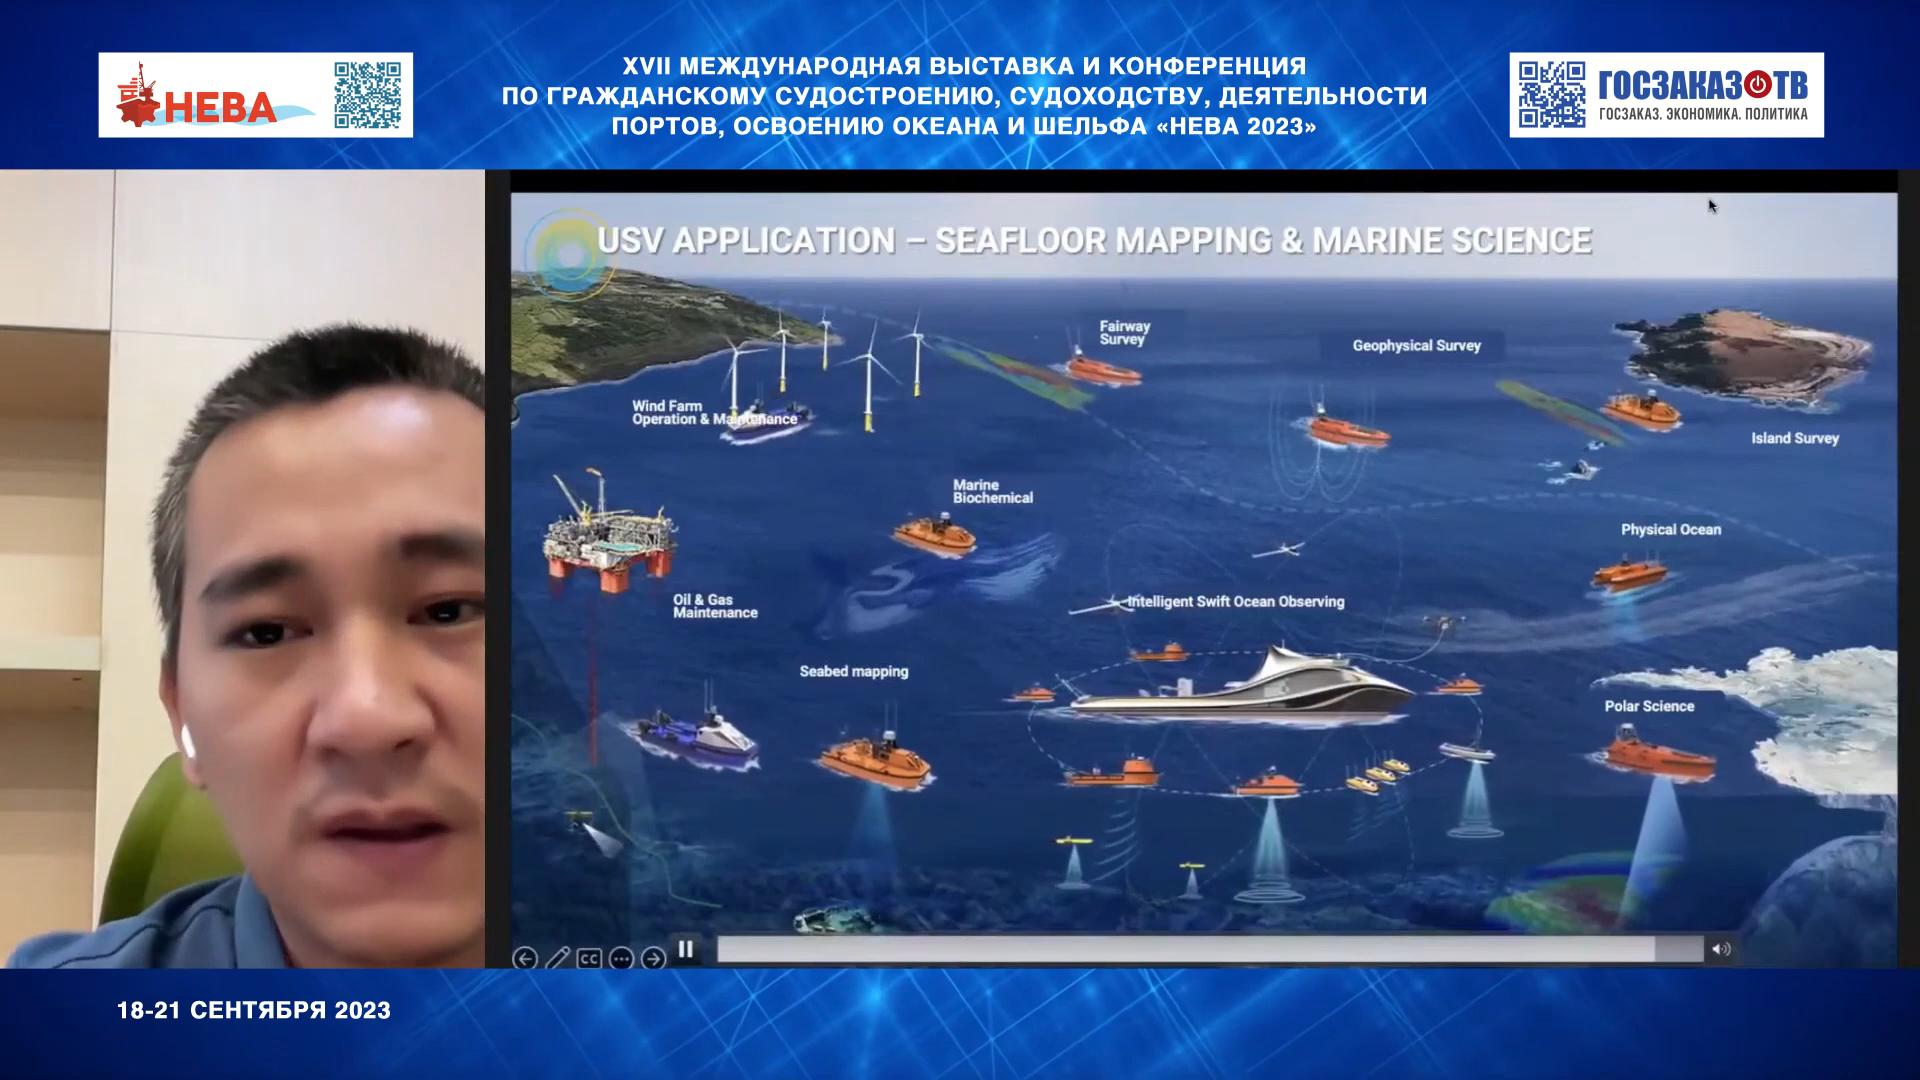 НЕВА
XVII МЕЖДУНАРОДНАЯ ВЫСТАВКА И КОНФЕРЕНЦИЯ
ПО ГРАЖДАНСКОМУ СУДОСТРОЕНИЮ, СУДОХОДСТВУ, ДЕЯТЕЛЬНОСТИ
ПОРТОВ, ОСВОЕНИЮ ОКЕАНА И ШЕЛЬФА «НЕВА 2023»
ГОСЗАКАЗ ТВ
ГОСЗАКАЗ. ЭКОНОМИКА. ПОЛИТИКА
USV APPLICATION – SEAFLOOR MAPPING & MARINE SCIENCE
Fairway
Survey
Geophysical Survey
Wind Farm
Operation & Maintenance
Island Survey
Marine
Biochemical
Physical Ocean
Oil & Gas
Maintenance
Intelligent Swift Ocean Observing
Seabed mapping
Polar Science
CC
18-21 СЕНТЯБРЯ 2023